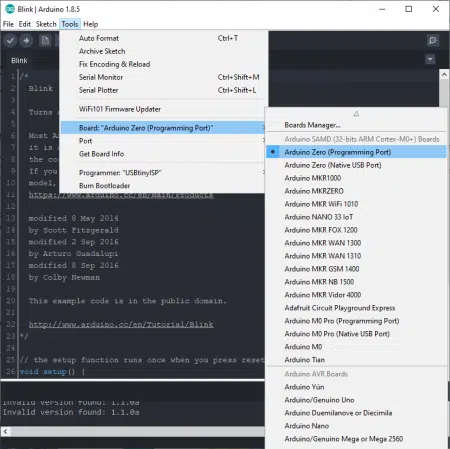 Blink | Arduino 1.8.5
File Edit Sketch Tools Help
Auto Format Ctrl+T
Archive Sketch
Fix Encoding & Reload
Serial Monitor Ctrl+Shift+M
Serial Plotter Ctrl+Shift+L
WiFi101 Firmware Updater
Board: "Arduino Zero (Programming Port)"
Port
Get Board Info
Programmer: "USBtinyISP"
Burn Bootloader
Boards Manager...
Arduino SAMD (32-bits ARM Cortex-M0+) Boards
Arduino Zero (Programming Port)
Arduino Zero (Native USB Port)
Arduino MKR1000
Arduino MKRZERO
Arduino MKR WiFi 1010
Arduino NANO 33 IoT
Arduino MKR FOX 1200
Arduino MKR WAN 1300
Arduino MKR WAN 1310
Arduino MKR GSM 1400
Arduino MKR NB 1500
Arduino MKR Vidor 4000
Adafruit Circuit Playground Express
Arduino M0 Pro (Programming Port)
Arduino M0 Pro (Native USB Port)
Arduino M0
Arduino Tian
Arduino AVR Boards
Arduino Yún
Arduino/Genuino Uno
Arduino Duemilanove or Diecimila
Arduino Nano
Arduino/Genuino Mega or Mega 2560
Blink
1 /*
2 Blink
3
4 Turns
5
6 Most A
7 it is
8 the co
9 If you
10 model,
11 https://www.arduino.cc/en/Main/Products
12
13 modified 8 May 2014
14 by Scott Fitzgerald
15 modified 2 Sep 2016
16 by Arturo Guadalupi
17 modified 8 Sep 2016
18 by Colby Newman
19
20 This example code is in the public domain.
21
22 http://www.arduino.cc/en/Tutorial/Blink
23 */
24
25 // the setup function runs once when you press reset
26 void setup() {
Invalid version found: 1.1.0a
Invalid version found: 1.1.0a